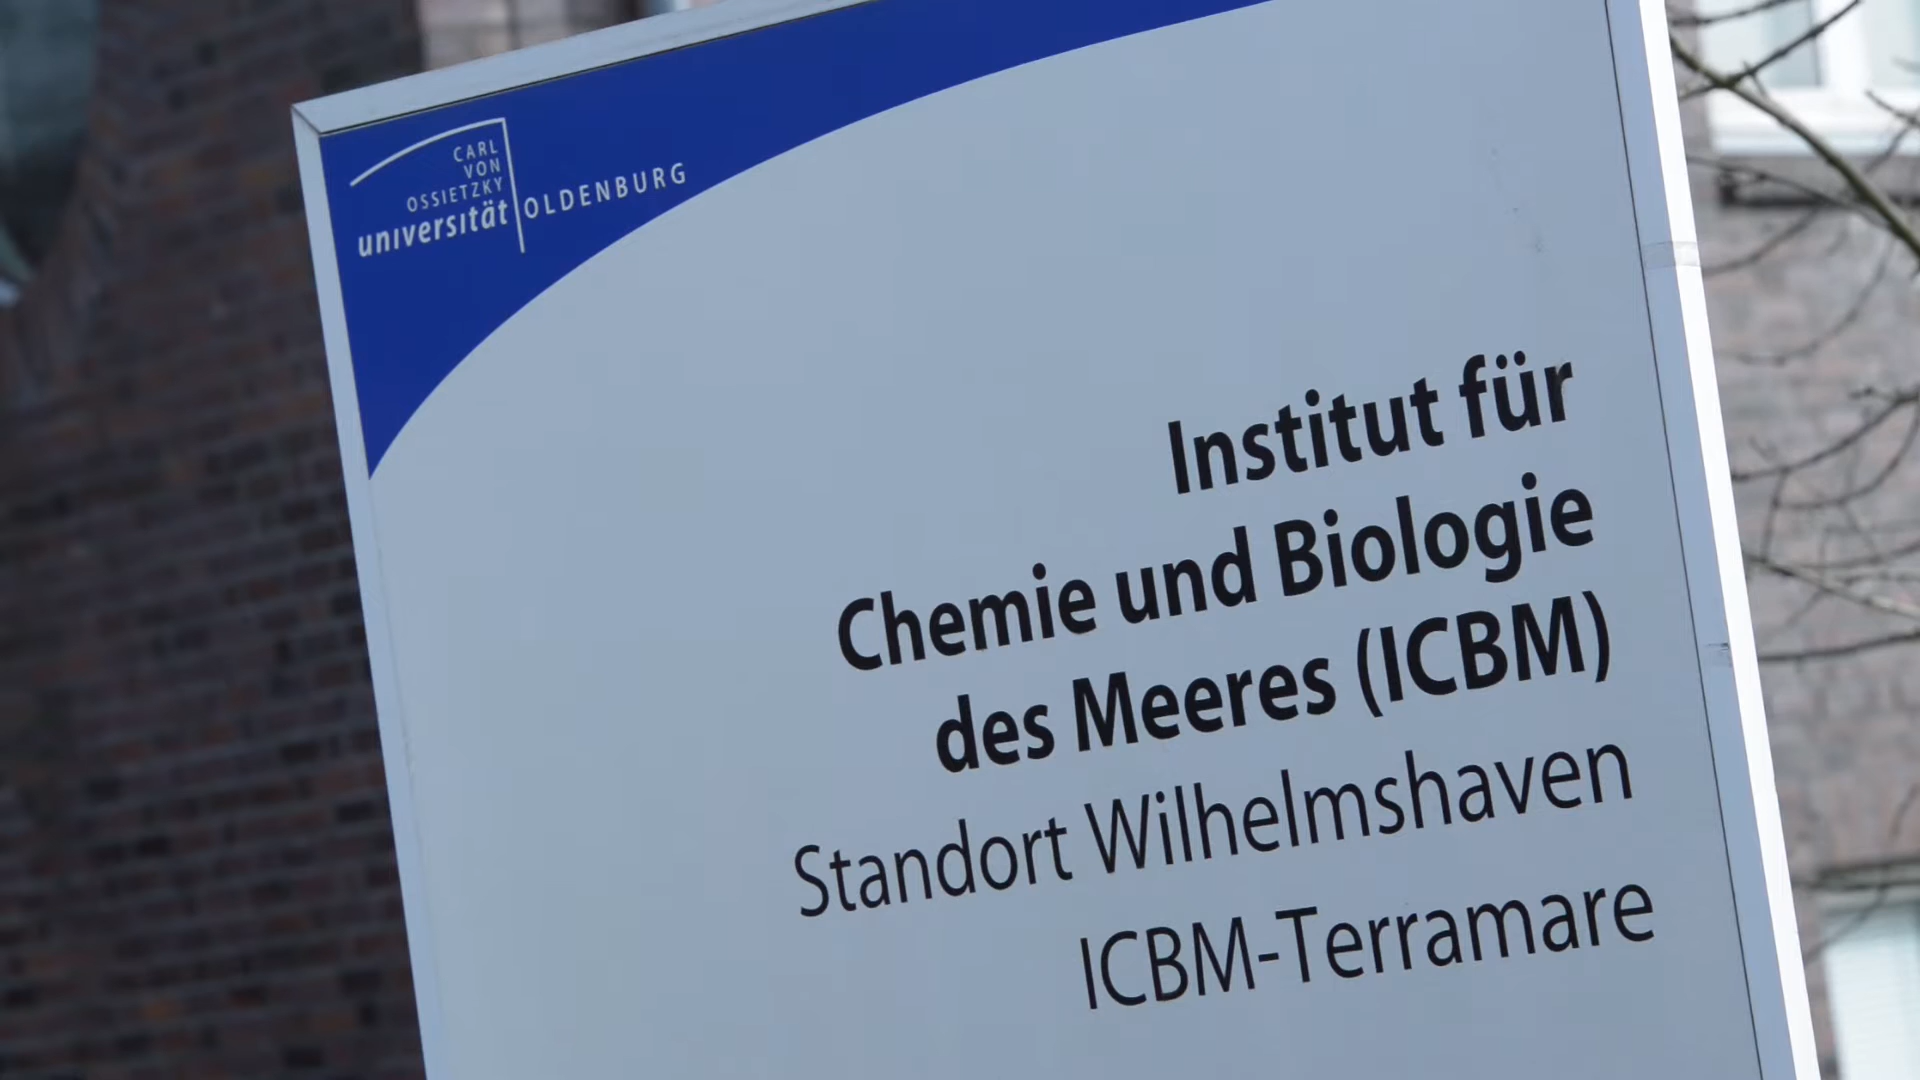 CARL
VON
OSSIETZKY
universität OLDENBURG
Institut für
Chemie und Biologie
des Meeres (ICBM)
Standort Wilhelmshaven
ICBM-Terramare